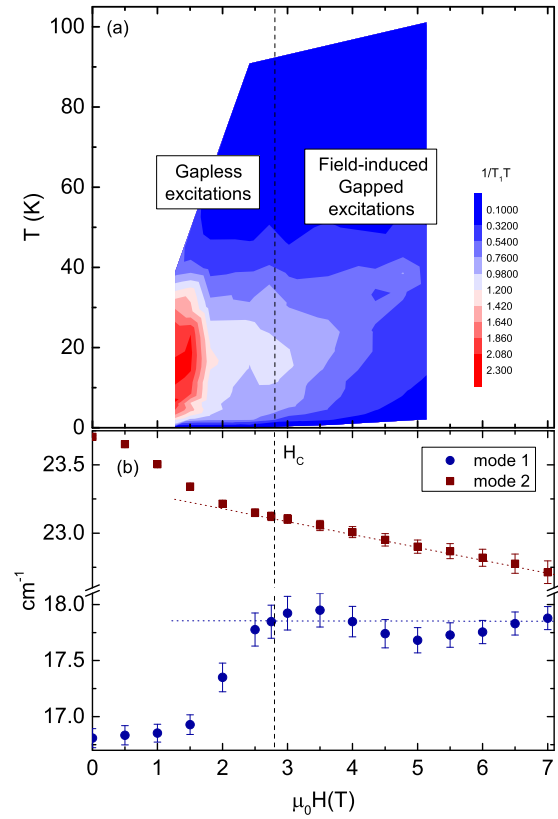 (a)
100
80
60
40
20
0
T (K)
Gapless
excitations
Field-induced
Gapped
excitations
1/T₁T
0.1000
0.3200
0.5400
0.7600
0.9800
1.200
1.420
1.640
1.860
2.080
2.300
(b)
H_C
mode 1
mode 2
23.5
23.0
18.0
17.5
17.0
cm⁻¹
0 1 2 3 4 5 6 7
μ₀H(T)